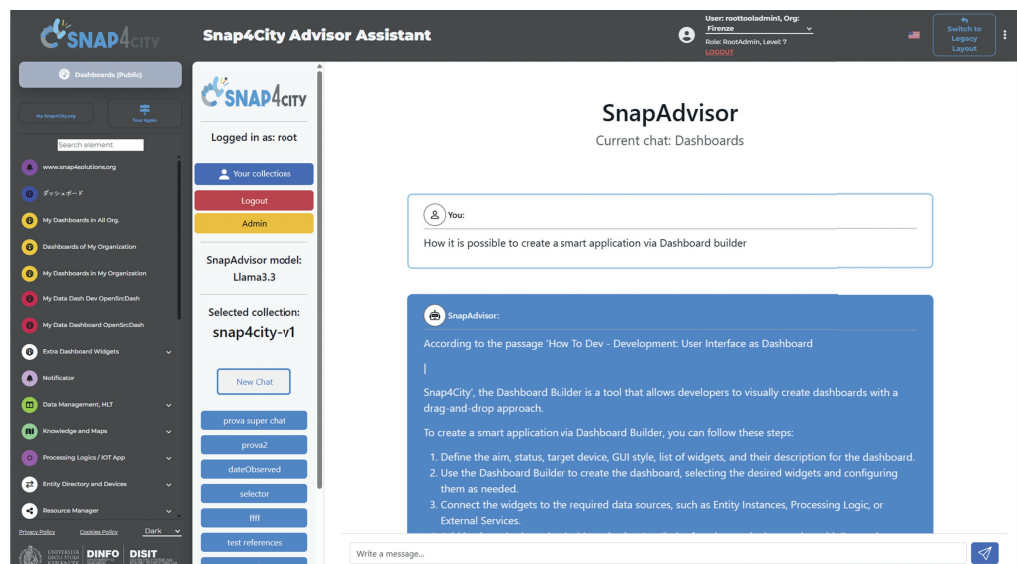 SNAP4CITY
Snap4City Advisor Assistant
User: roottooladmin1, Org:
Firenze
Role: RootAdmin, Level: 7
LOGOUT
Switch to
Legacy
Layout
Dashboards (Public)
My Snap4City.org
Tour Again
Search element
www.snap4solutions.org
ダッシュボード
My Dashboards in All Org.
Dashboards of My Organization
My Dashboards in My Organization
My Data Dash Dev OpenSrcDash
My Data Dashboard OpenSrcDash
Extra Dashboard Widgets
Notificator
Data Management, HLT
Knowledge and Maps
Processing Logics / IOT App
Entity Directory and Devices
Resource Manager
Privacy Policy
Cookies Policy
Dark
UNIVERSITÀ
DEGLI STUDI
FIRENZE
DINFO
DISIT
SNAP4CITY
Logged in as: root
Your collections
Logout
Admin
SnapAdvisor model:
Llama3.3
Selected collection:
snap4city-v1
New Chat
prova super chat
prova2
dateObserved
selector
ffff
test references
SnapAdvisor
Current chat: Dashboards
You:
How it is possible to create a smart application via Dashboard builder
SnapAdvisor:
According to the passage 'How To Dev - Development: User Interface as Dashboard
|
Snap4City', the Dashboard Builder is a tool that allows developers to visually create dashboards with a
drag-and-drop approach.
To create a smart application via Dashboard Builder, you can follow these steps:
1. Define the aim, status, target device, GUI style, list of widgets, and their description for the dashboard.
2. Use the Dashboard Builder to create the dashboard, selecting the desired widgets and configuring
them as needed.
3. Connect the widgets to the required data sources, such as Entity Instances, Processing Logic, or
External Services.
Write a message...